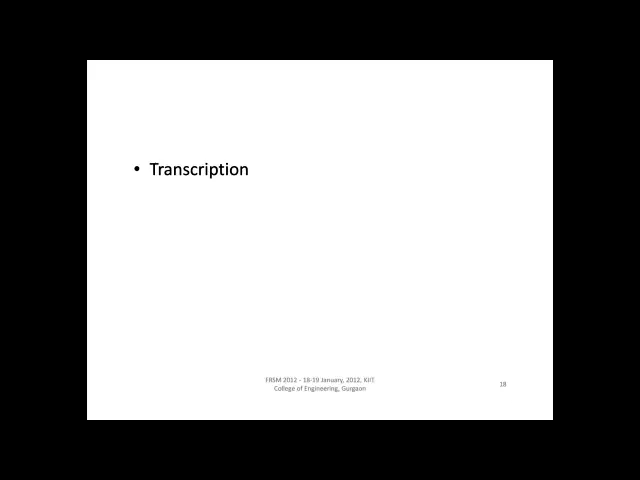 • Transcription
FRSM 2012 - 18-19 January, 2012, KIIT
College of Engineering, Gurgaon
18